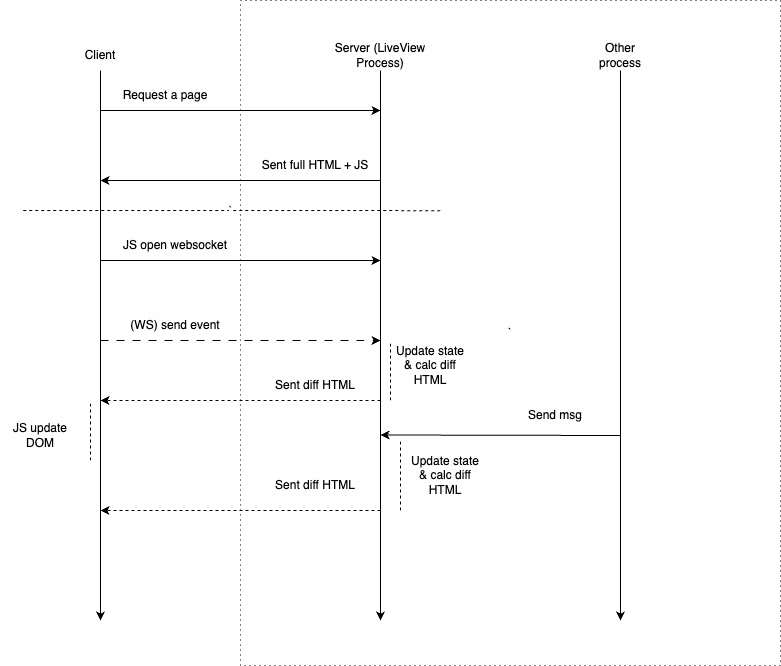 Client
Server (LiveView
Process)
Other
process
Request a page
Sent full HTML + JS
JS open websocket
(WS) send event
Update state
& calc diff
HTML
Sent diff HTML
JS update
DOM
Send msg
Update state
& calc diff
HTML
Sent diff HTML